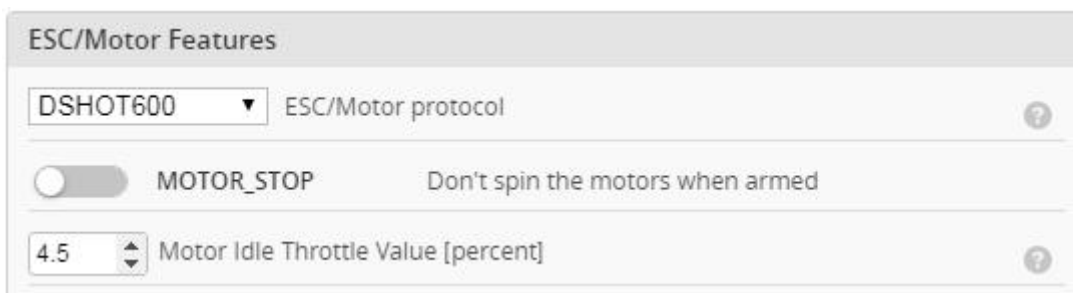 ESC/Motor Features
DSHOT600 ESC/Motor protocol
MOTOR_STOP Don't spin the motors when armed
4.5 Motor Idle Throttle Value [percent]